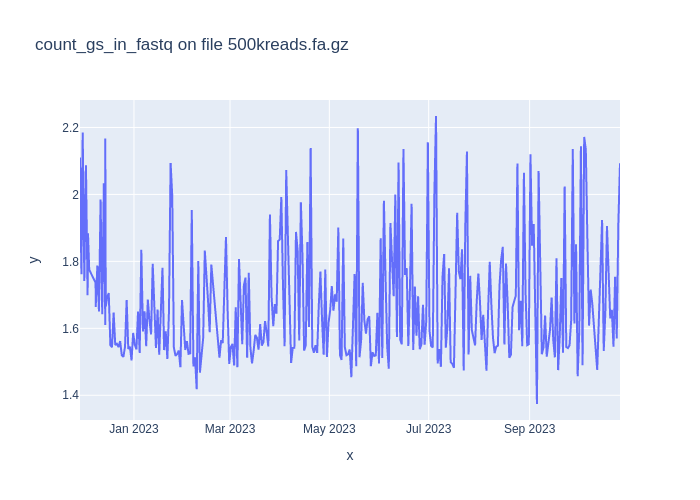 count_gs_in_fastq on file 500kreads.fa.gz
2.2
2
1.8
1.6
1.4
y
Jan 2023
Mar 2023
May 2023
Jul 2023
Sep 2023
x